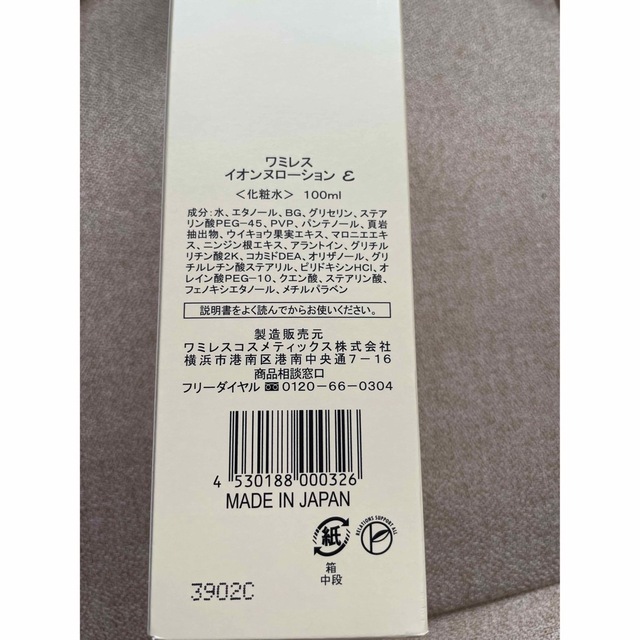 ワミレス
イオンヌローション ε
＜化粧水＞ 100ml
成分:水、エタノール、BG、グリセリン、ステア
リン酸PEG-45、PVP、パンテノール、頁岩
抽出物、ウイキョウ果実エキス、マロニエエキ
ス、ニンジン根エキス、アラントイン、グリチル
リチン酸2K、コカミドDEA、オリザノール、グリ
チルレチン酸ステアリル、ピリドキシンHCl、オ
レイン酸PEG-10、クエン酸、ステアリン酸、
フェノキシエタノール、メチルパラベン
説明書をよく読んでからお使いください。
製造販売元
ワミレスコスメティックス株式会社
横浜市港南区港南中央通7-16
商品相談窓口
フリーダイヤル 0120-66-0304
4 530188 000326
MADE IN JAPAN
紙
RELATIONS SUPPORT ALL
箱
中段
3902C